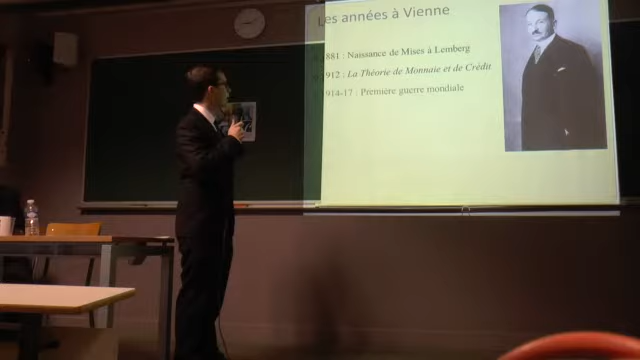 Les années à Vienne
881 : Naissance de Mises à Lemberg
912 : La Théorie de Monnaie et de Crédit
914-17 : Première guerre mondiale